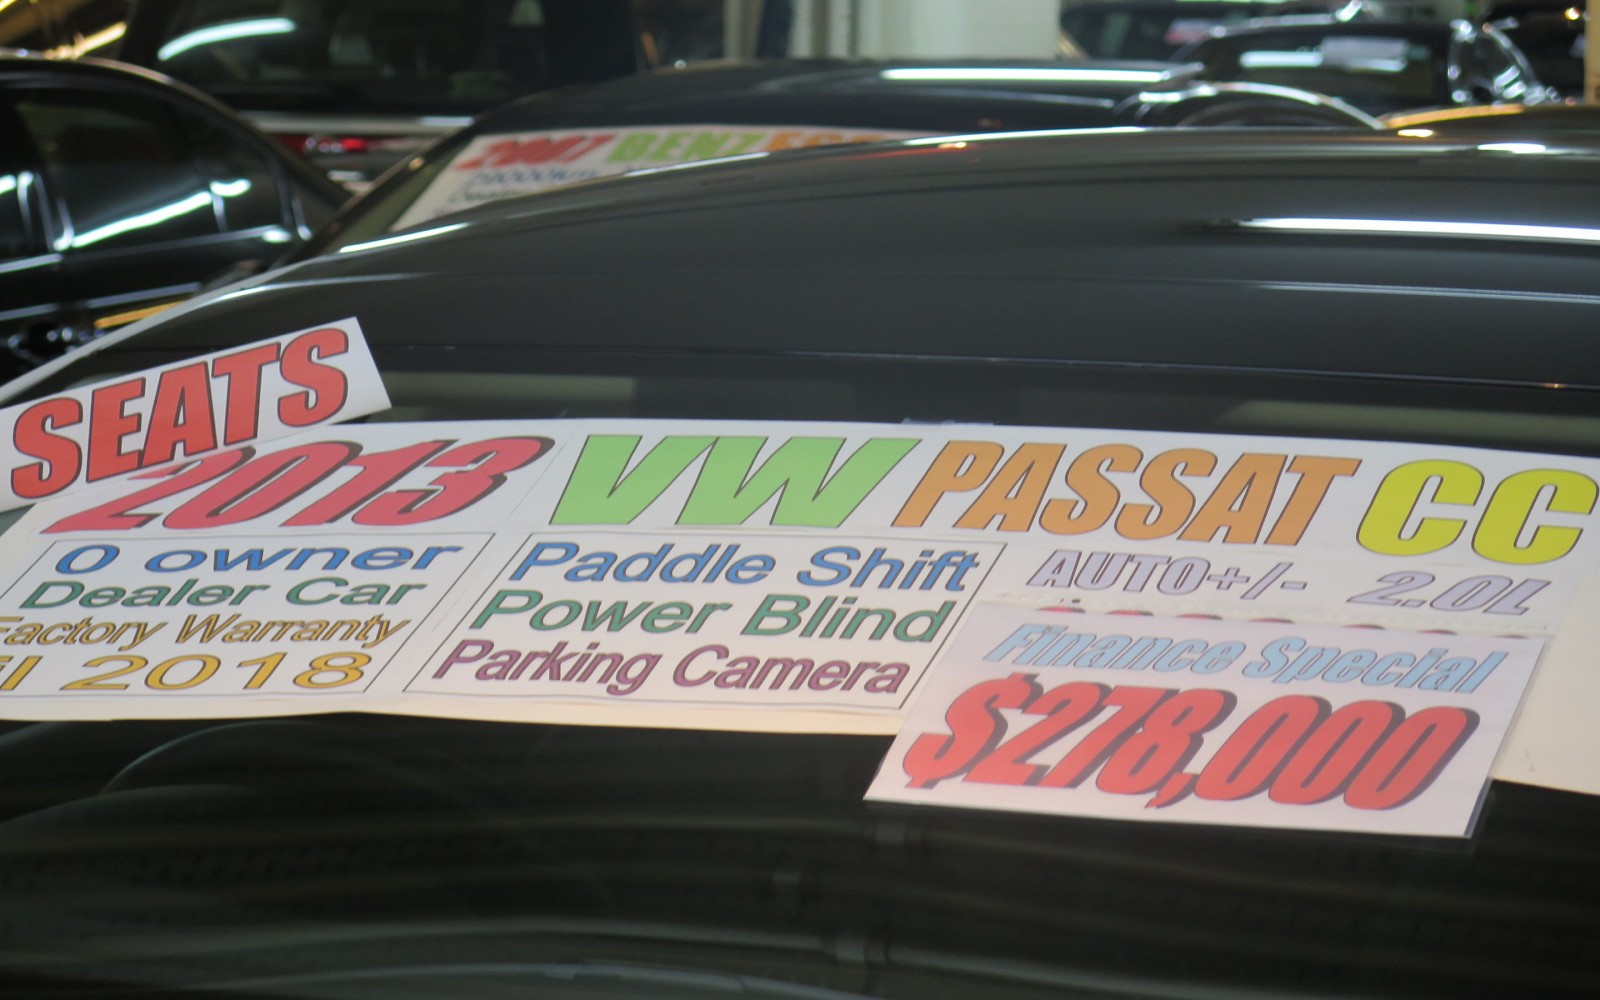 2007 BENZ
SEATS
2013 VW PASSAT CC
0 owner
Dealer Car
Factory Warranty
2018
Paddle Shift
Power Blind
Parking Camera
AUTO+/- 2.0L
Finance Special
$278,000